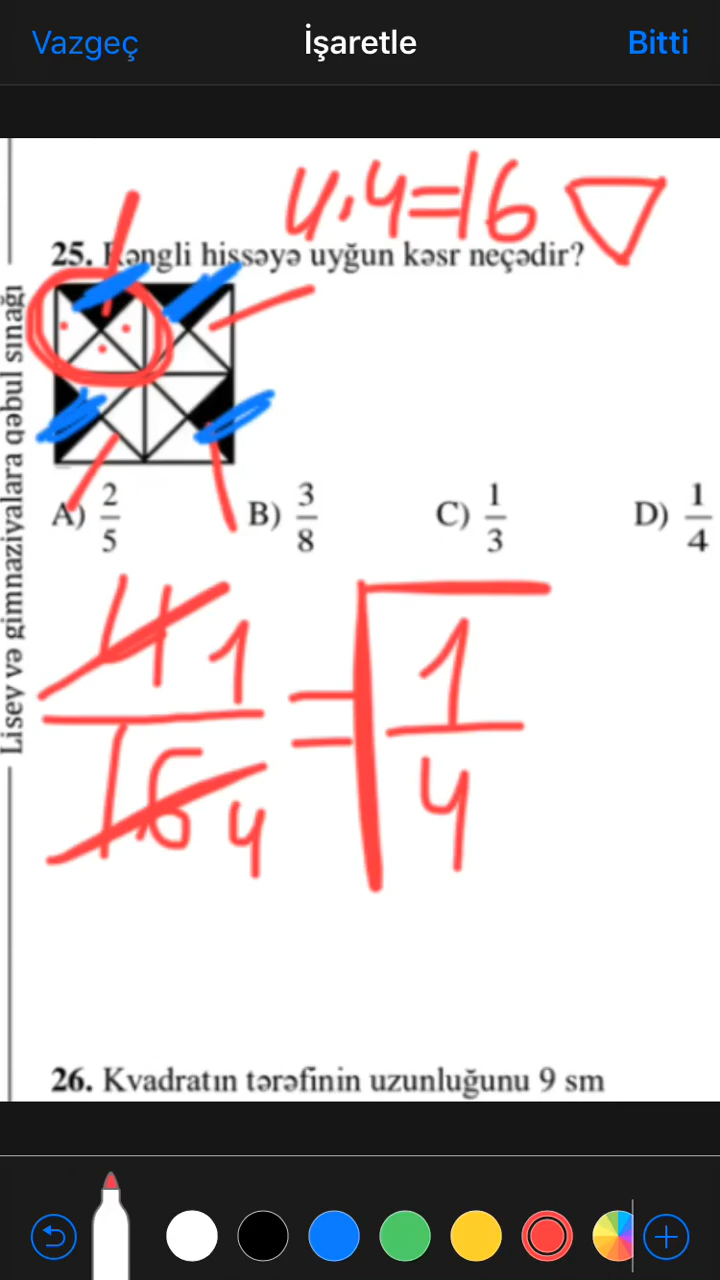 Vazgeç İşaretle Bitti
4.4=16
25. Rəngli hissəyə uyğun kəsr neçədir?
A) 2/5 B) 3/8 C) 1/3 D) 1/4
4 1
16 4
= 1/4
26. Kvadratın tərəfinin uzunluğunu 9 sm
Lisey və gimnaziyalara qəbul sınağı